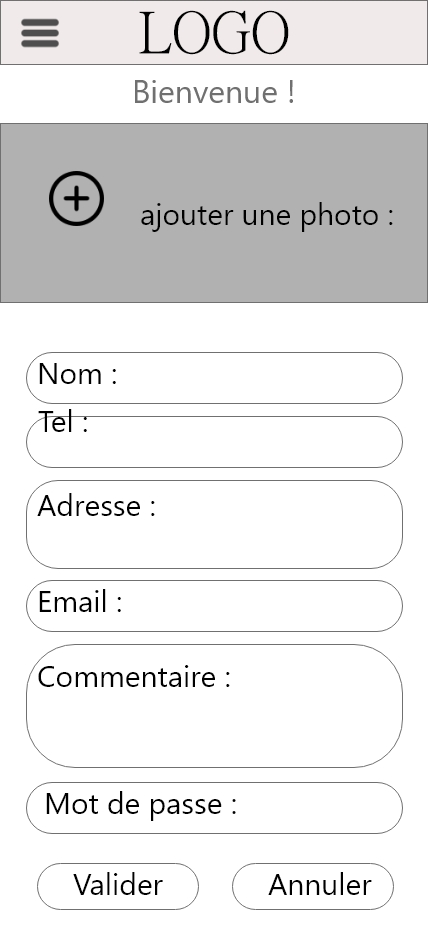 LOGO
Bienvenue !
ajouter une photo :
Nom :
Tel :
Adresse :
Email :
Commentaire :
Mot de passe :
Valider Annuler